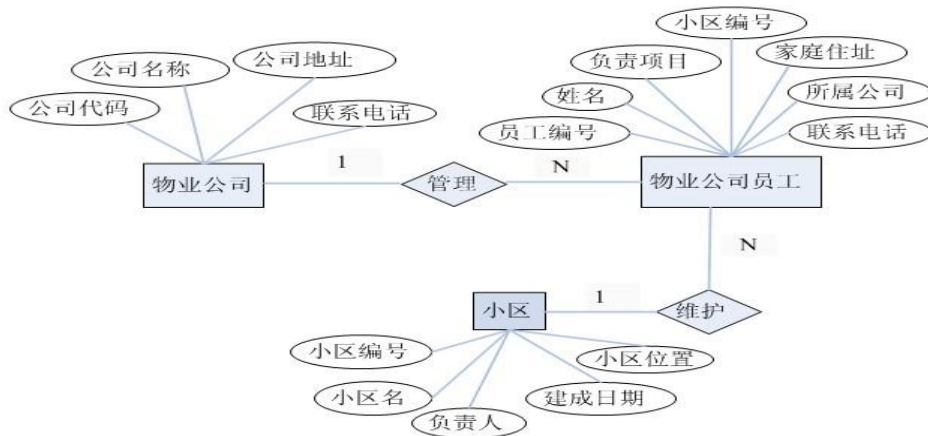 小区编号
公司地址
家庭住址
公司名称
负责项目
所属公司
姓名
公司代码
联系电话
员工编号
联系电话
物业公司
1
管理
N
物业公司员工
N
小区
1
维护
小区编号
小区位置
小区名
建成日期
负责人